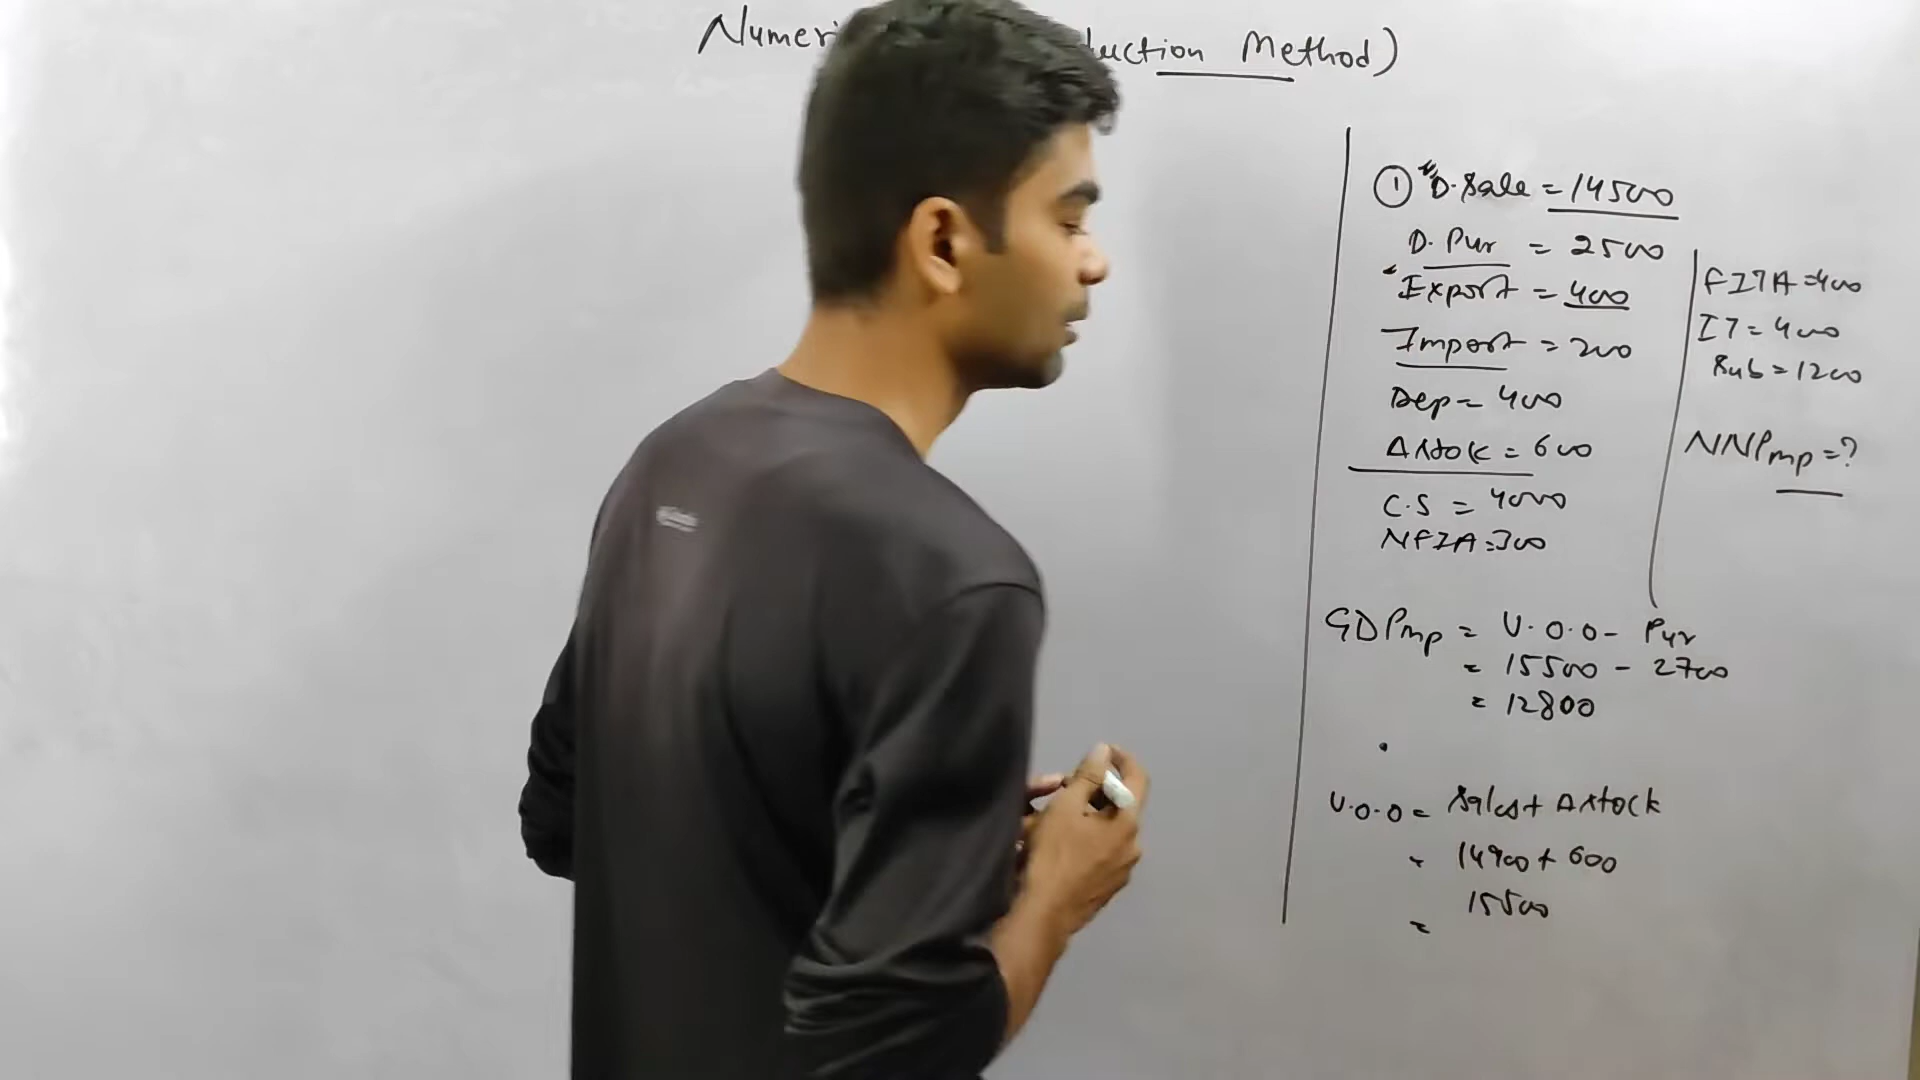 Numeri duction Method)
① D.Sale = 14500
D. Pur = 2500
Export = 400
Import = 200
Dep = 400
Δstock = 600
C.S = 4000
NFIA = 300
FITA = 400
IT = 400
Sub = 1200
NNPmp = ?
GDPmp = V.O.O - Pur
= 15500 - 2700
= 12800
V.O.O = Sales + Δstock
= 14900 + 600
= 15500